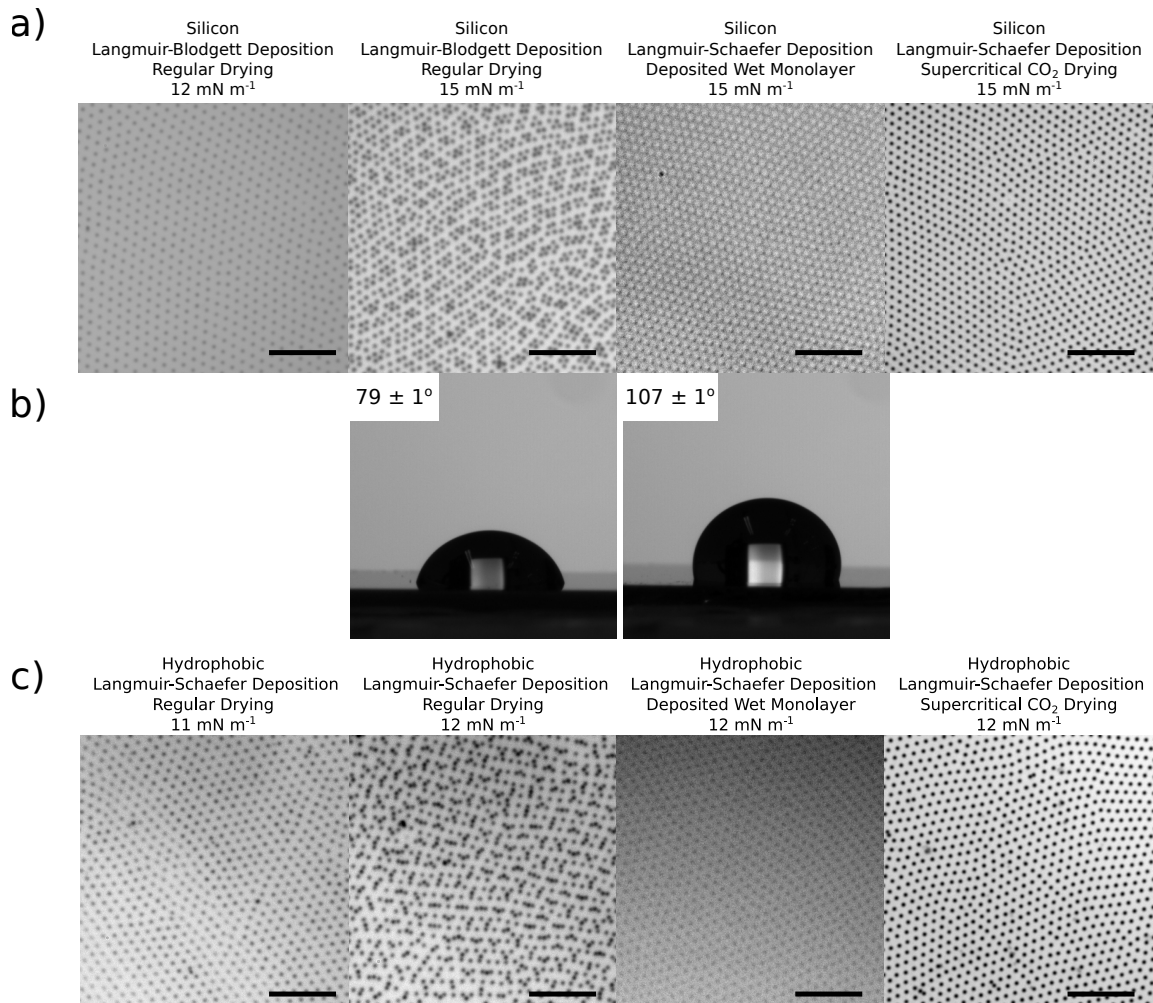 a)
Silicon
Langmuir-Blodgett Deposition
Regular Drying
12 mN m⁻¹
Silicon
Langmuir-Blodgett Deposition
Regular Drying
15 mN m⁻¹
Silicon
Langmuir-Schaefer Deposition
Deposited Wet Monolayer
15 mN m⁻¹
Silicon
Langmuir-Schaefer Deposition
Supercritical CO₂ Drying
15 mN m⁻¹
b)
79 ± 1°
107 ± 1°
c)
Hydrophobic
Langmuir-Schaefer Deposition
Regular Drying
11 mN m⁻¹
Hydrophobic
Langmuir-Schaefer Deposition
Regular Drying
12 mN m⁻¹
Hydrophobic
Langmuir-Schaefer Deposition
Deposited Wet Monolayer
12 mN m⁻¹
Hydrophobic
Langmuir-Schaefer Deposition
Supercritical CO₂ Drying
12 mN m⁻¹